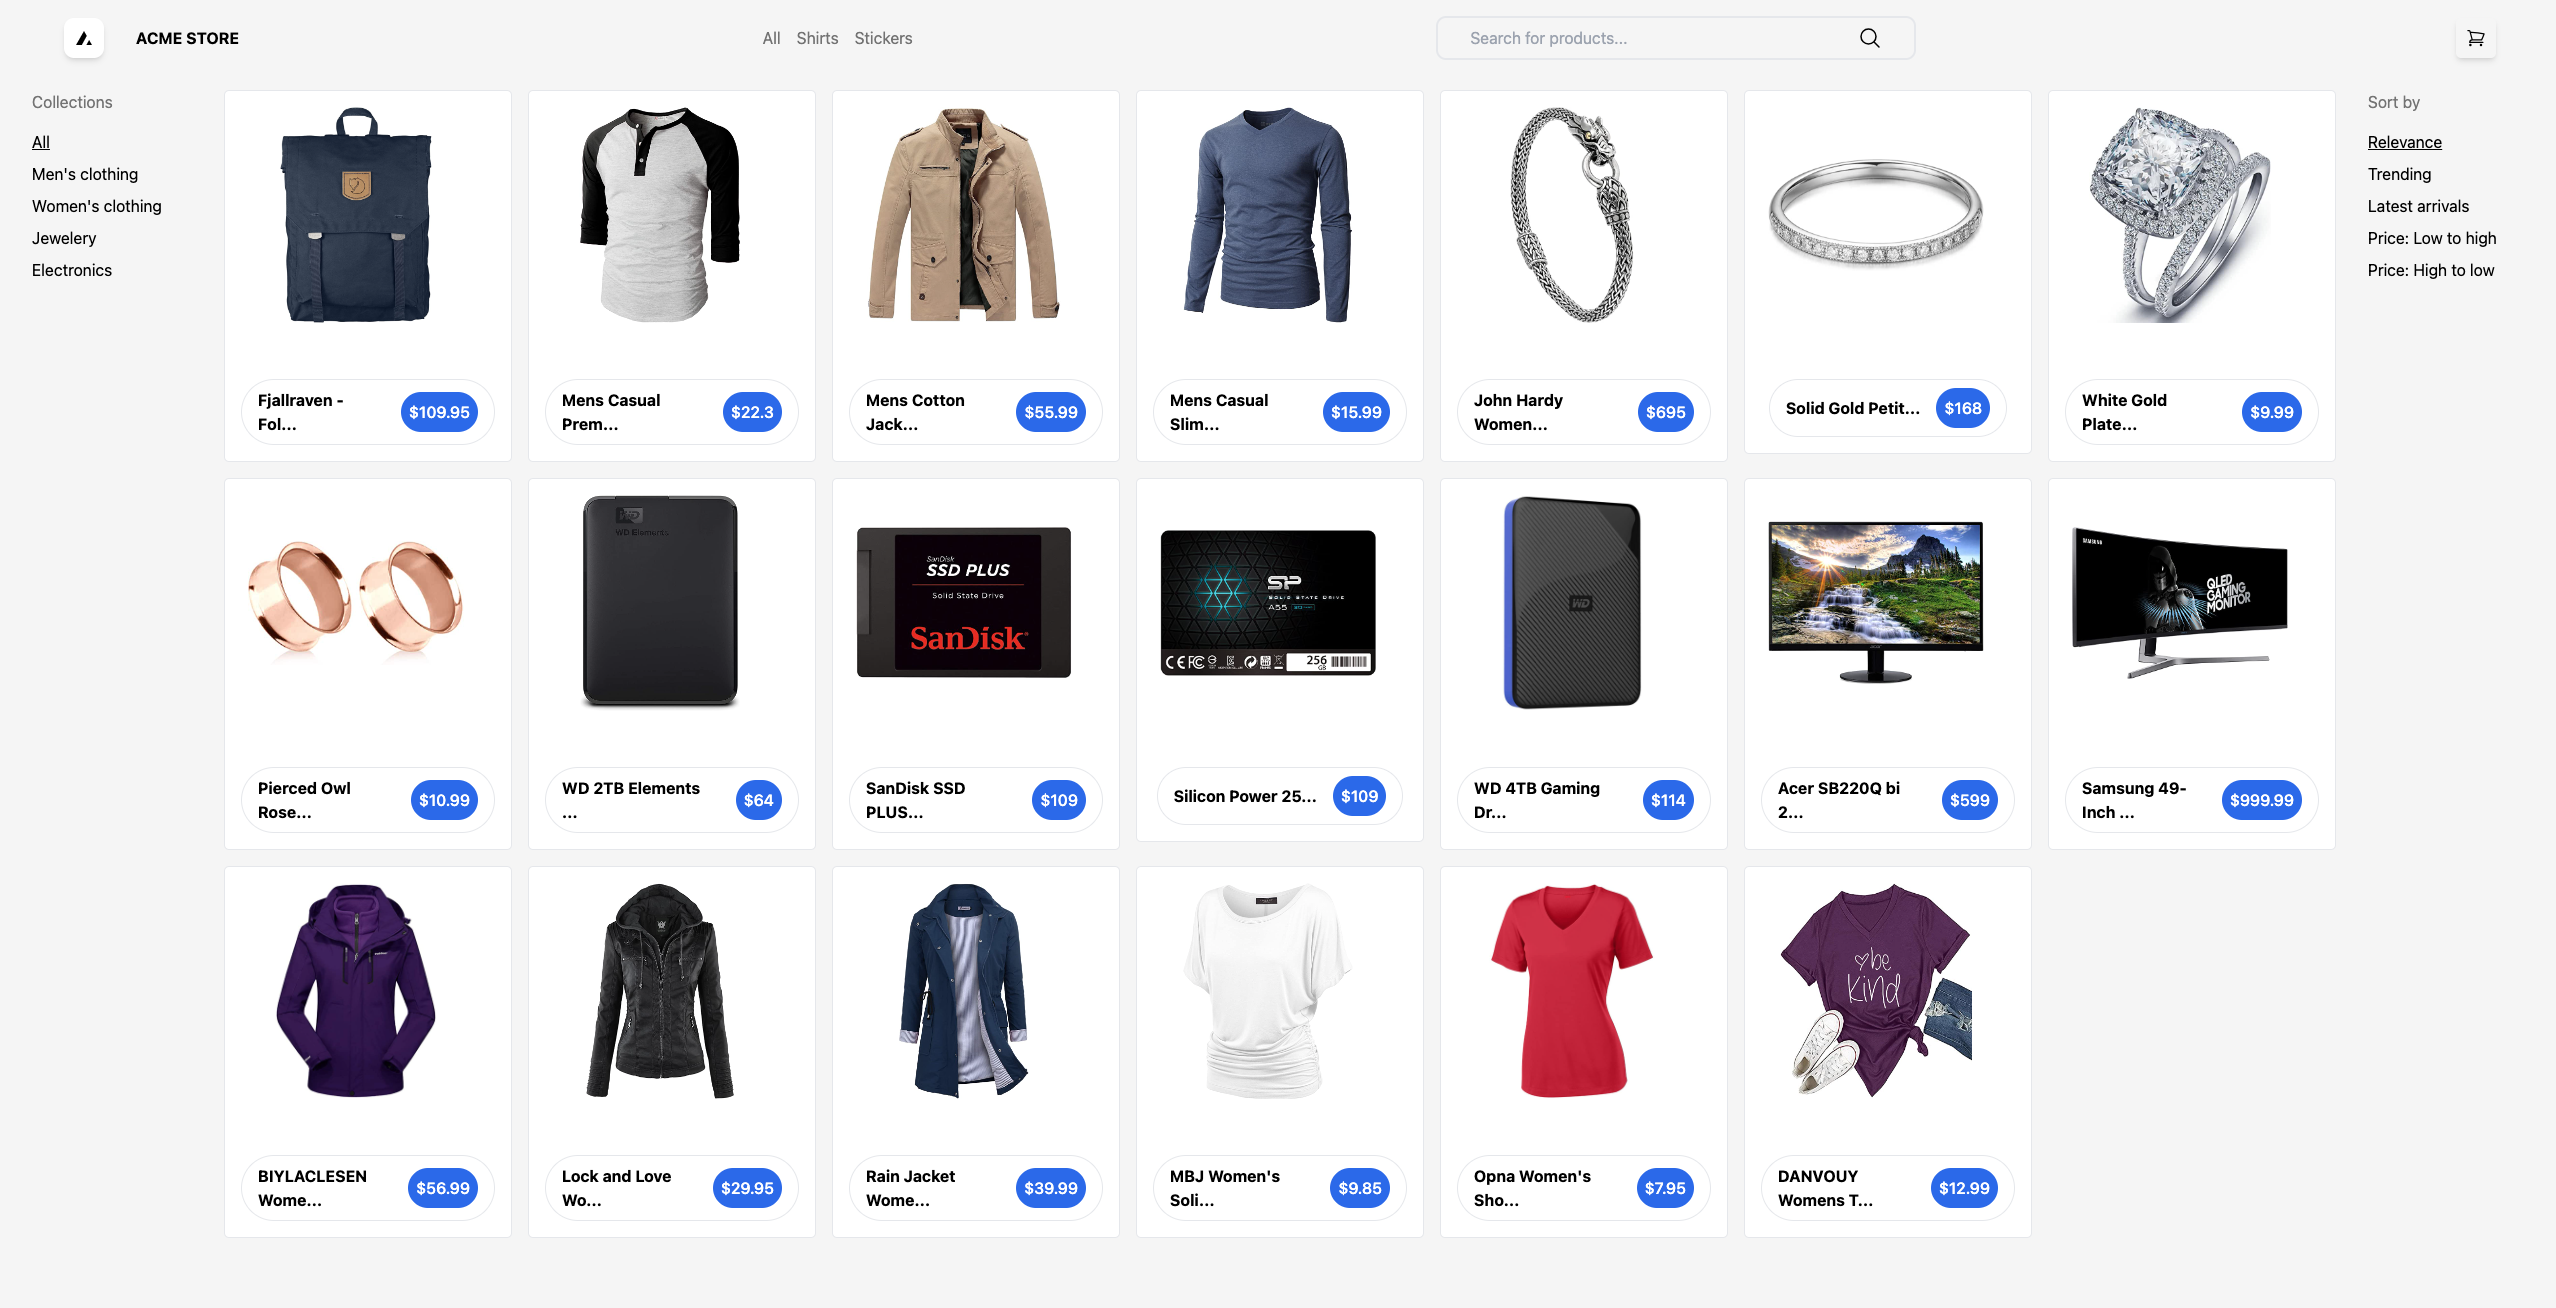 ACME STORE
All Shirts Stickers
Search for products...
Collections
All
Men's clothing
Women's clothing
Jewelery
Electronics
Fjallraven -
Fol...
$109.95
Mens Casual
Prem...
$22.3
Mens Cotton
Jack...
$55.99
Mens Casual
Slim...
$15.99
John Hardy
Women...
$695
Solid Gold Petit...
$168
White Gold
Plate...
$9.99
Sort by
Relevance
Trending
Latest arrivals
Price: Low to high
Price: High to low
Pierced Owl
Rose...
$10.99
WD
WD Elements
WD 2TB Elements
...
$64
SanDisk
SSD PLUS
Solid State Drive
SanDisk
SanDisk SSD
PLUS...
$109
SP
SOLID STATE DRIVE
A55
256
GB
Silicon Power 25...
$109
WD
WD 4TB Gaming
Dr...
$114
acer
Acer SB220Q bi
2...
$599
SAMSUNG
QLED
GAMING
MONITOR
Samsung 49-
Inch ...
$999.99
BIYLACLESEN
Wome...
$56.99
Lock and Love
Wo...
$29.95
Rain Jacket
Wome...
$39.99
MBJ Women's
Soli...
$9.85
Opna Women's
Sho...
$7.95
be
kind
DANVOUY
Womens T...
$12.99